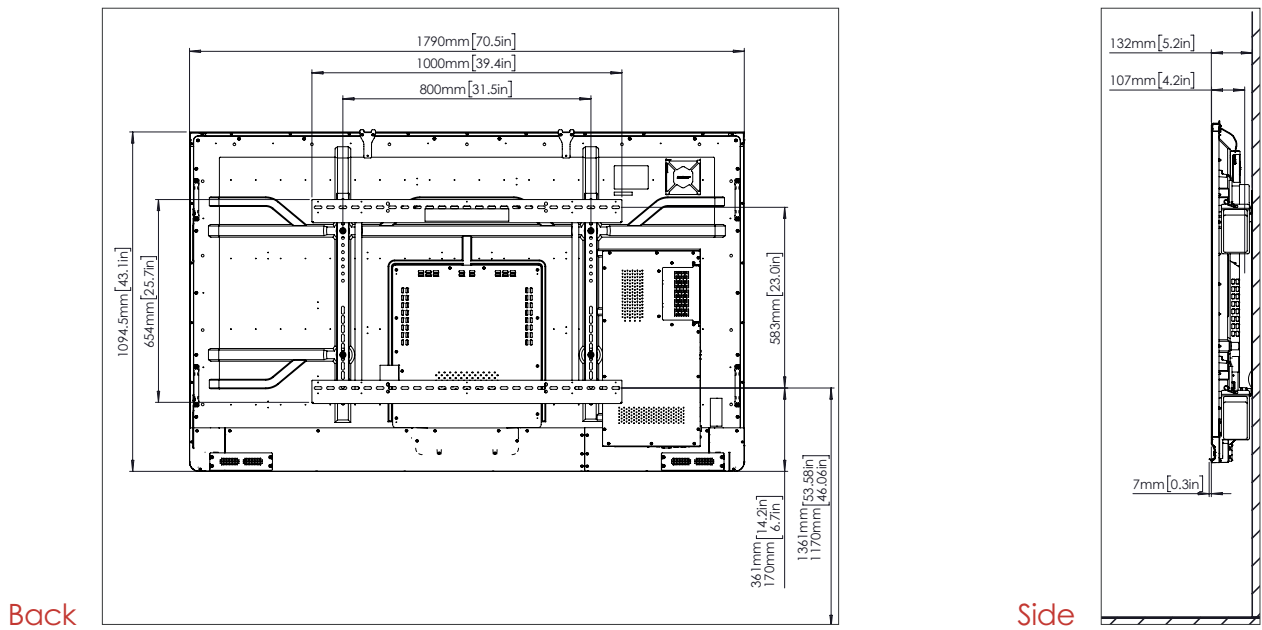 1790mm[70.5in]
1000mm[39.4in]
800mm[31.5in]
1094.5mm[43.1in]
654mm[25.7in]
583mm[23.0in]
361mm[14.2in]
170mm[6.7in]
1361mm[53.58in]
1170mm[46.06in]
Back
132mm[5.2in]
107mm[4.2in]
7mm[0.3in]
Side